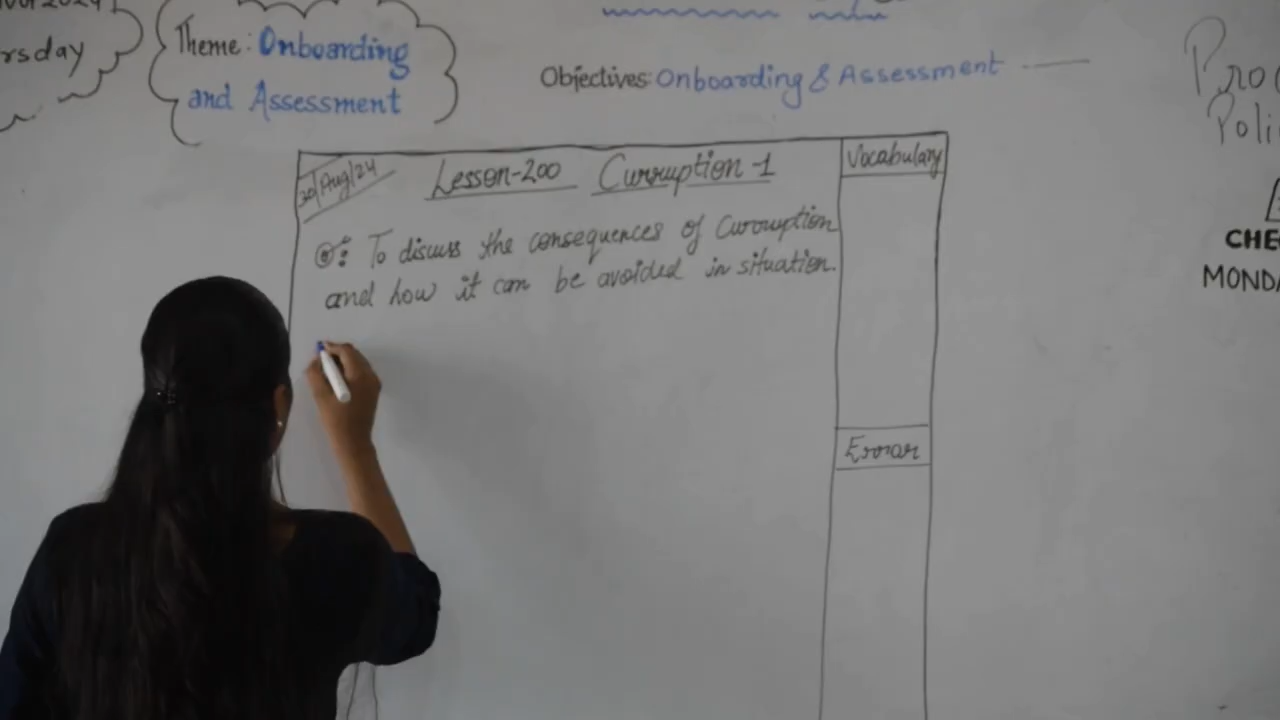 rsday
Theme: Onboarding
and Assessment
Objectives: Onboarding & Assessment
30/Aug/24
Lesson-200 Curruption-1
Vocabulary
To discuss the consequences of Curruption
and how it can be avoided in situation.
Error
CHE
MONDA